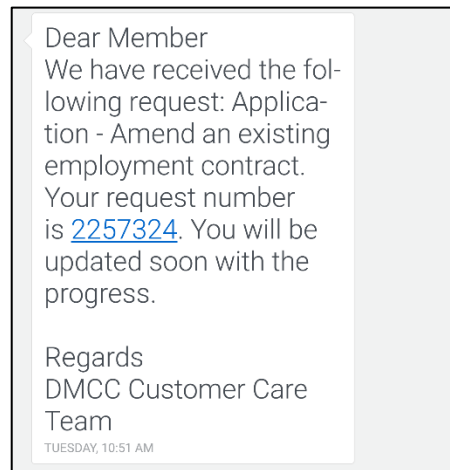 Dear Member
We have received the fol-
lowing request: Applica-
tion - Amend an existing
employment contract.
Your request number
is 2257324. You will be
updated soon with the
progress.

Regards
DMCC Customer Care
Team
TUESDAY, 10:51 AM